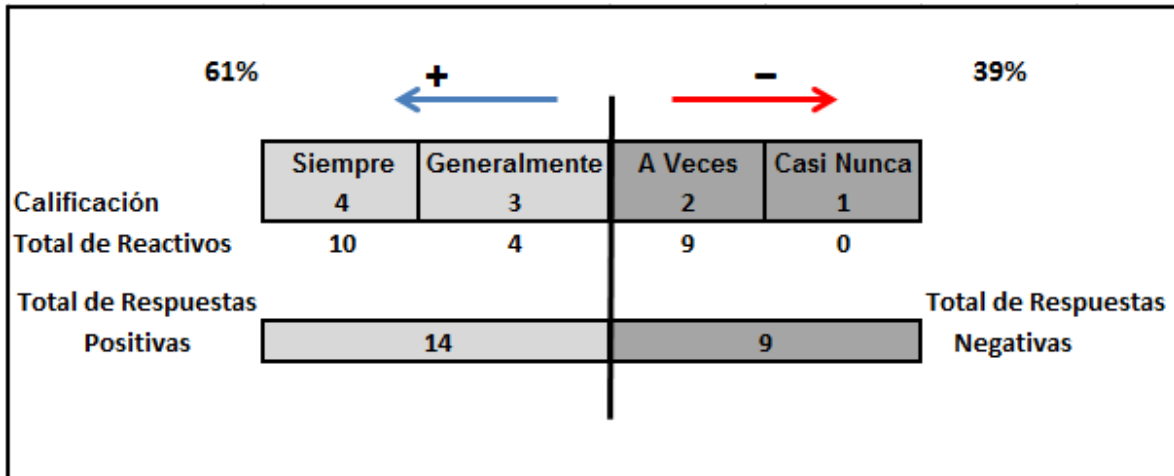 61% + − 39%
Siempre Generalmente A Veces Casi Nunca
Calificación 4 3 2 1
Total de Reactivos 10 4 9 0
Total de Respuestas Total de Respuestas
Positivas 14 9 Negativas